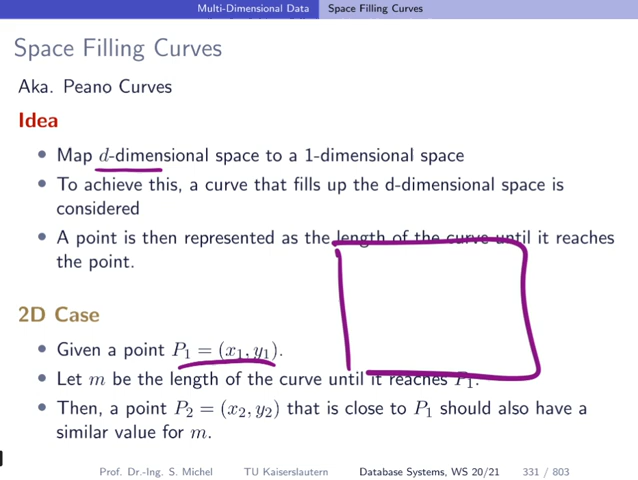 Multi-Dimensional Data Space Filling Curves
Space Filling Curves
Aka. Peano Curves
Idea
• Map d-dimensional space to a 1-dimensional space
• To achieve this, a curve that fills up the d-dimensional space is
considered
• A point is then represented as the length of the curve until it reaches
the point.
2D Case
• Given a point P₁ = (x₁, y₁).
• Let m be the length of the curve until it reaches P₁.
• Then, a point P₂ = (x₂, y₂) that is close to P₁ should also have a
similar value for m.
Prof. Dr.-Ing. S. Michel TU Kaiserslautern Database Systems, WS 20/21 331 / 803